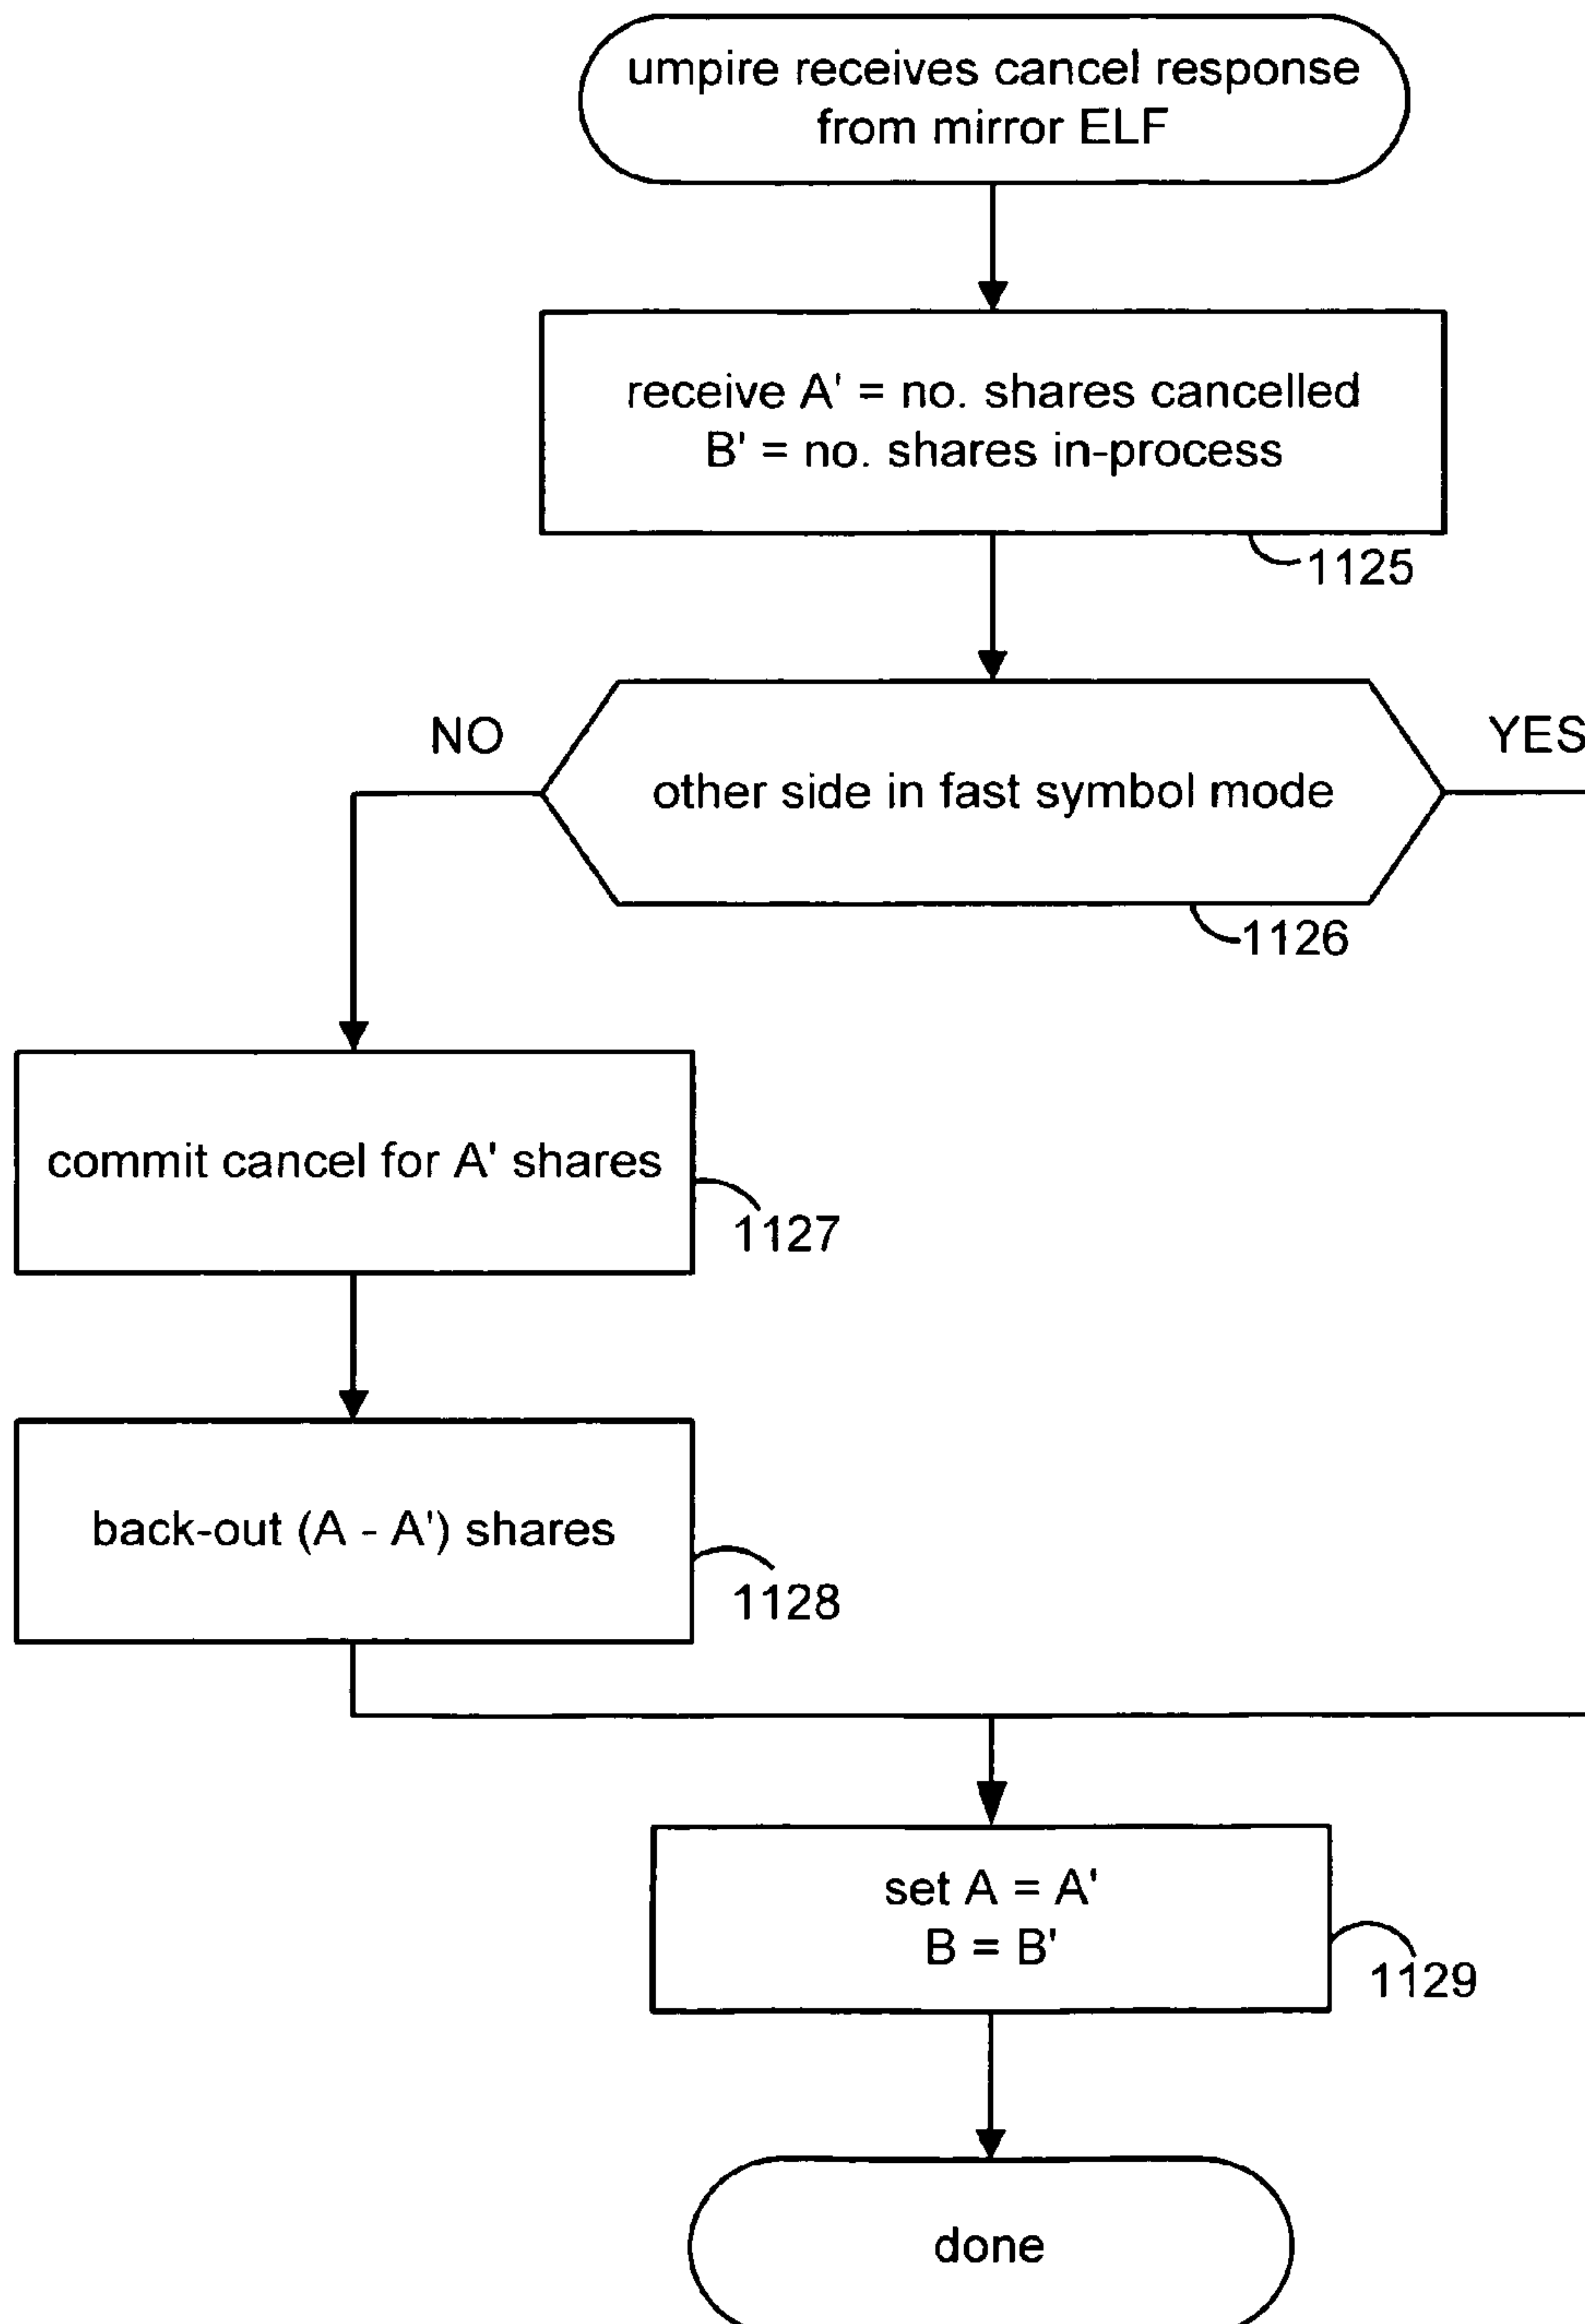 umpire receives cancel response
from mirror ELF
receive A' = no. shares cancelled
B' = no. shares in-process
1125
NO
YES
other side in fast symbol mode
1126
commit cancel for A' shares
1127
back-out (A - A') shares
1128
set A = A'
B = B'
1129
done